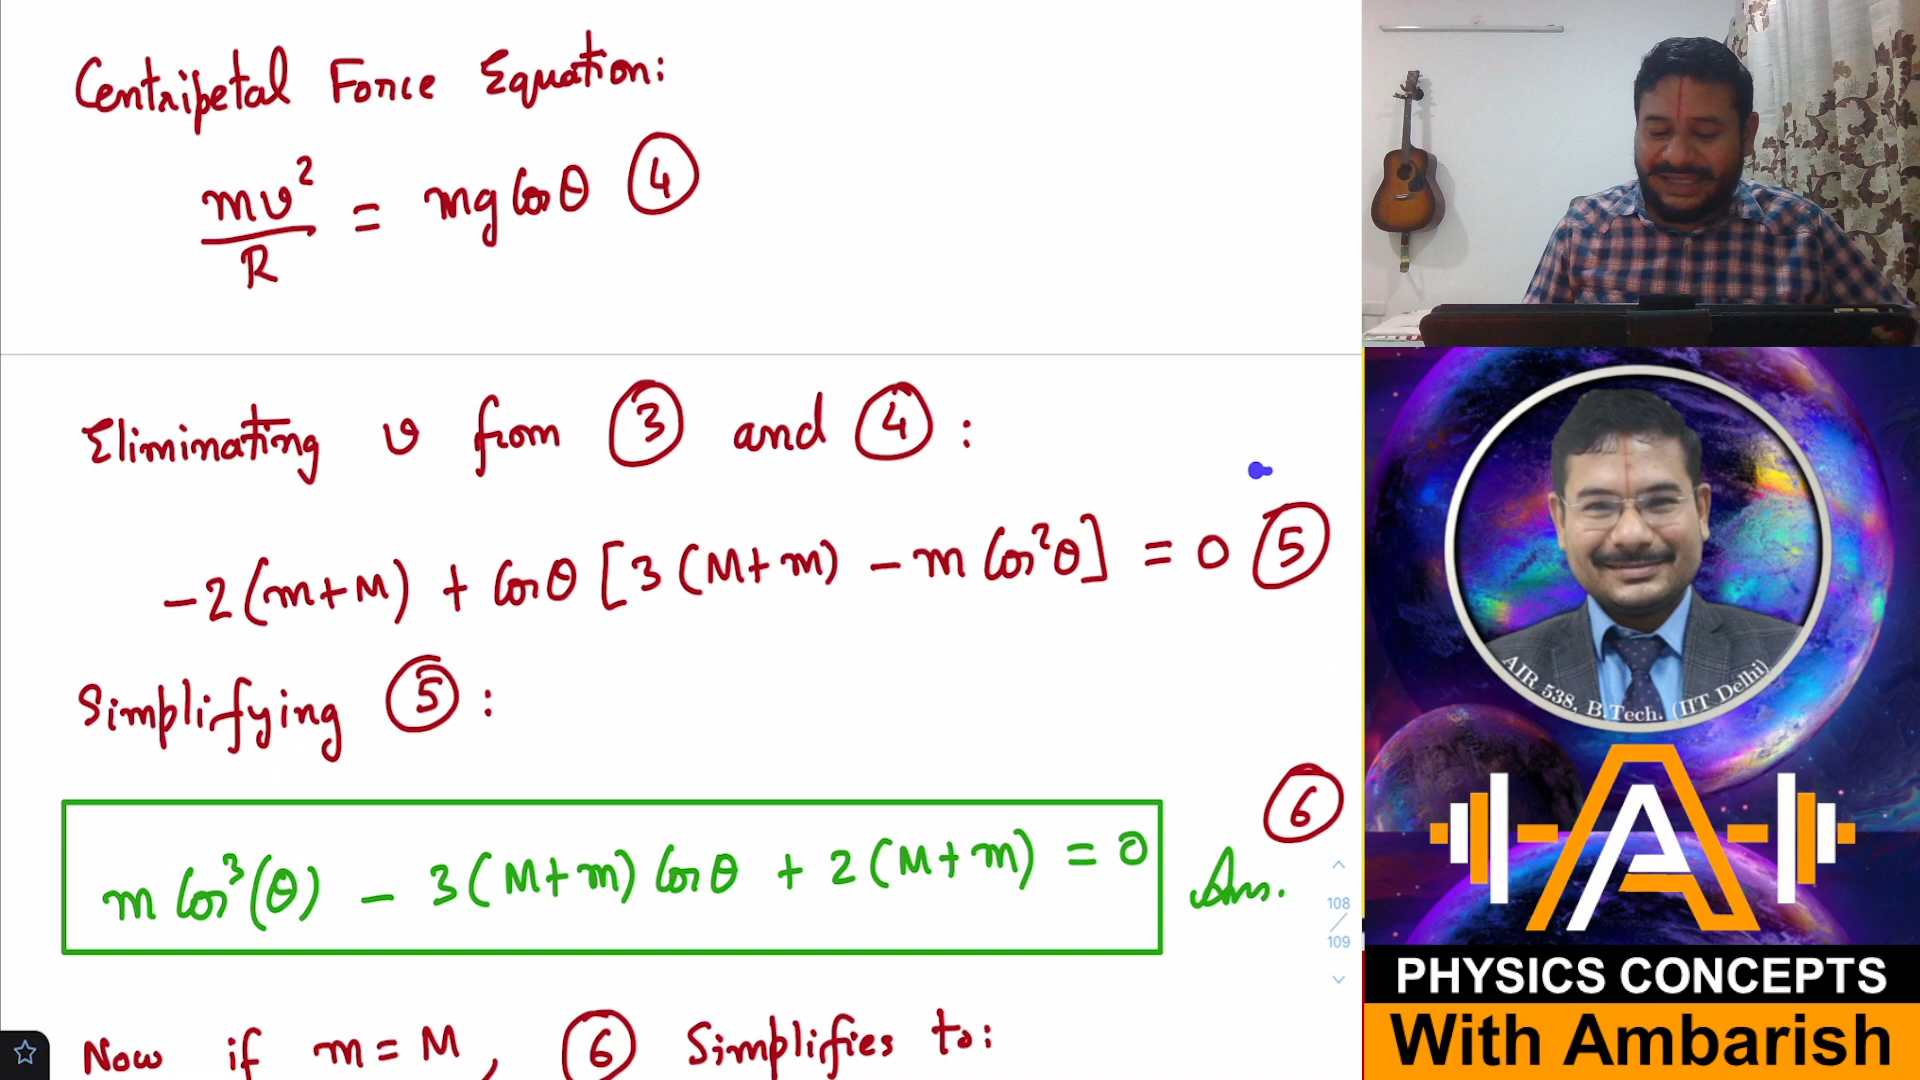 Centripetal Force Equation:
mv²/R = mg Cosθ ④
Eliminating v from ③ and ④ :
-2(m+M) + Cosθ [3(M+m) - m Cos²θ] = 0 ⑤
Simplifying ⑤ :
⑥
m Cos³(θ) - 3(M+m) Cosθ + 2(M+m) = 0 Ans.
108
/
109
Now if m = M, ⑥ Simplifies to:
AIR 538, B.Tech. (IIT Delhi)
A
PHYSICS CONCEPTS
With Ambarish